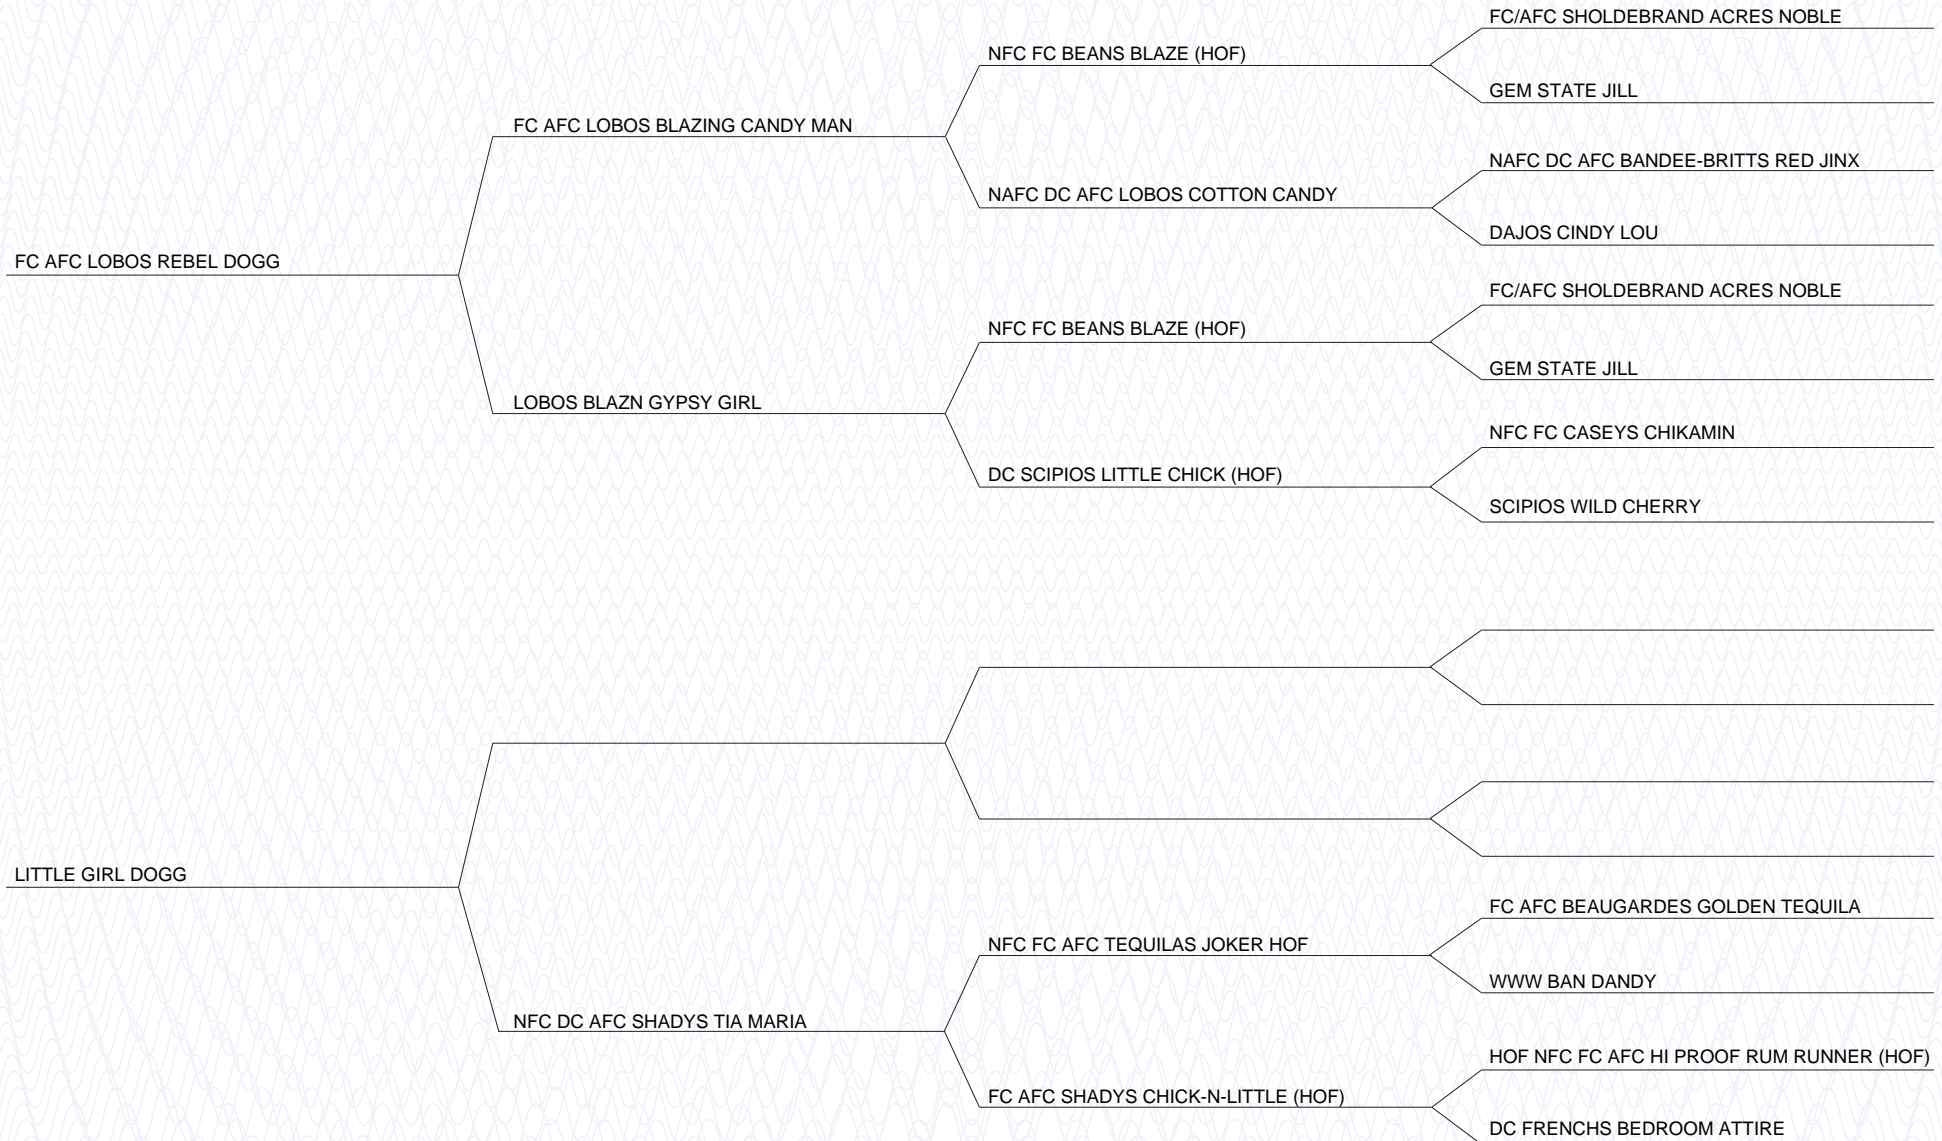 FC/AFC SHOLDEBRAND ACRES NOBLE
NFC FC BEANS BLAZE (HOF)
GEM STATE JILL
FC AFC LOBOS BLAZING CANDY MAN
NAFC DC AFC BANDEE-BRITTS RED JINX
NAFC DC AFC LOBOS COTTON CANDY
DAJOS CINDY LOU
FC AFC LOBOS REBEL DOGG
FC/AFC SHOLDEBRAND ACRES NOBLE
NFC FC BEANS BLAZE (HOF)
GEM STATE JILL
LOBOS BLAZN GYPSY GIRL
NFC FC CASEYS CHIKAMIN
DC SCIPIOS LITTLE CHICK (HOF)
SCIPIOS WILD CHERRY
LITTLE GIRL DOGG
FC AFC BEAUGARDES GOLDEN TEQUILA
NFC FC AFC TEQUILAS JOKER HOF
WWW BAN DANDY
NFC DC AFC SHADYS TIA MARIA
HOF NFC FC AFC HI PROOF RUM RUNNER (HOF)
FC AFC SHADYS CHICK-N-LITTLE (HOF)
DC FRENCHS BEDROOM ATTIRE